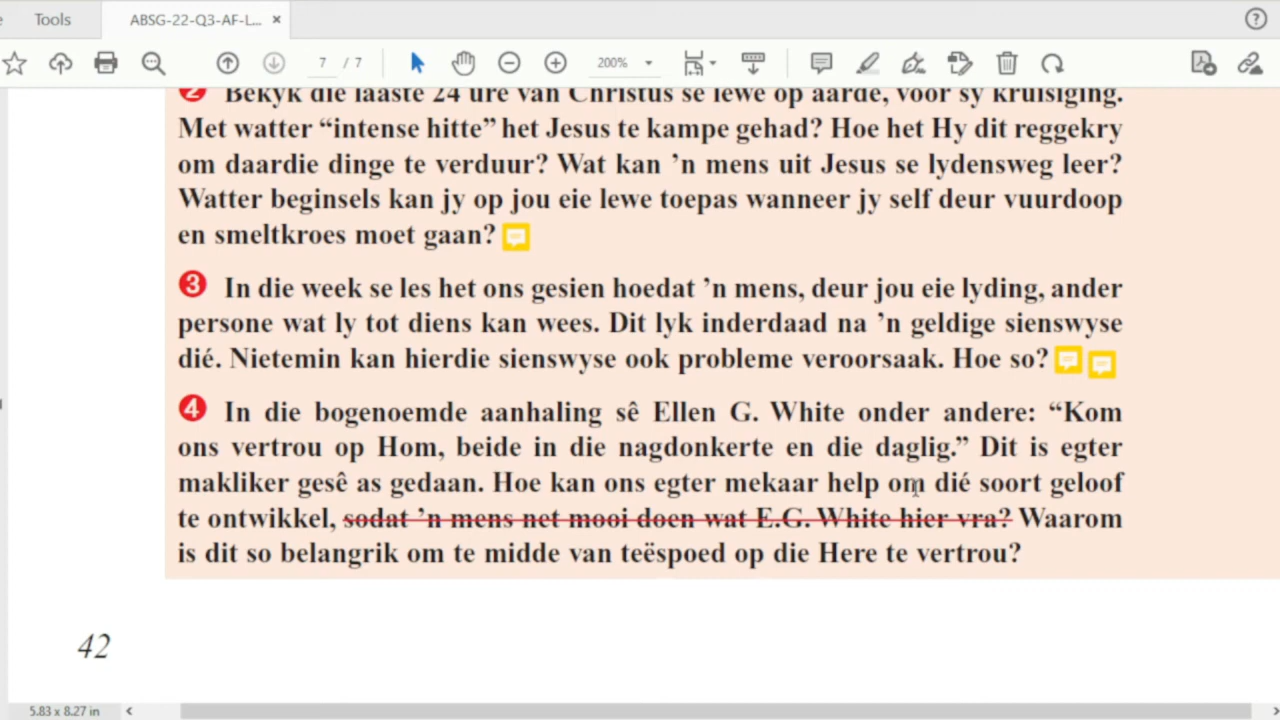 Tools
ABSG-22-Q3-AF-L... ×
7 / 7
200%
2 Bekyk die laaste 24 ure van Christus se lewe op aarde, voor sy kruisiging.
Met watter “intense hitte” het Jesus te kampe gehad? Hoe het Hy dit reggekry
om daardie dinge te verduur? Wat kan ’n mens uit Jesus se lydensweg leer?
Watter beginsels kan jy op jou eie lewe toepas wanneer jy self deur vuurdoop
en smeltkroes moet gaan?
3 In die week se les het ons gesien hoedat ’n mens, deur jou eie lyding, ander
persone wat ly tot diens kan wees. Dit lyk inderdaad na ’n geldige sienswyse
dié. Nietemin kan hierdie sienswyse ook probleme veroorsaak. Hoe so?
4 In die bogenoemde aanhaling sê Ellen G. White onder andere: “Kom
ons vertrou op Hom, beide in die nagdonkerte en die daglig.” Dit is egter
makliker gesê as gedaan. Hoe kan ons egter mekaar help om dié soort geloof
te ontwikkel, sodat ’n mens net mooi doen wat E.G. White hier vra? Waarom
is dit so belangrik om te midde van teëspoed op die Here te vertrou?
42
5.83 x 8.27 in